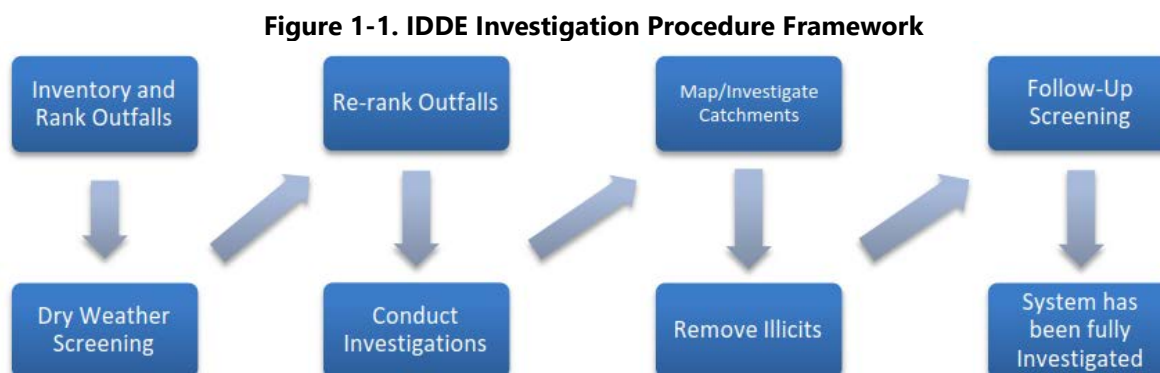 Figure 1-1. IDDE Investigation Procedure Framework
Inventory and
Rank Outfalls
Dry Weather
Screening
Re-rank Outfalls
Conduct
Investigations
Map/Investigate
Catchments
Remove Illicits
Follow-Up
Screening
System has
been fully
Investigated